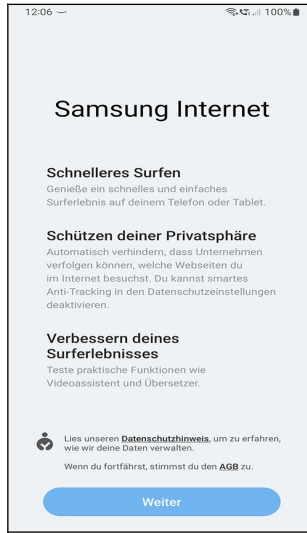 12:06 100%
Samsung Internet
Schnelleres Surfen
Genieße ein schnelles und einfaches
Surferlebnis auf deinem Telefon oder Tablet.
Schützen deiner Privatsphäre
Automatisch verhindern, dass Unternehmen
verfolgen können, welche Webseiten du
im Internet besuchst. Du kannst smartes
Anti-Tracking in den Datenschutzeinstellungen
deaktivieren.
Verbessern deines
Surferlebnisses
Teste praktische Funktionen wie
Videoassistent und Übersetzer.
Lies unseren Datenschutzhinweis, um zu erfahren,
wie wir deine Daten verwalten.
Wenn du fortfährst, stimmst du den AGB zu.
Weiter